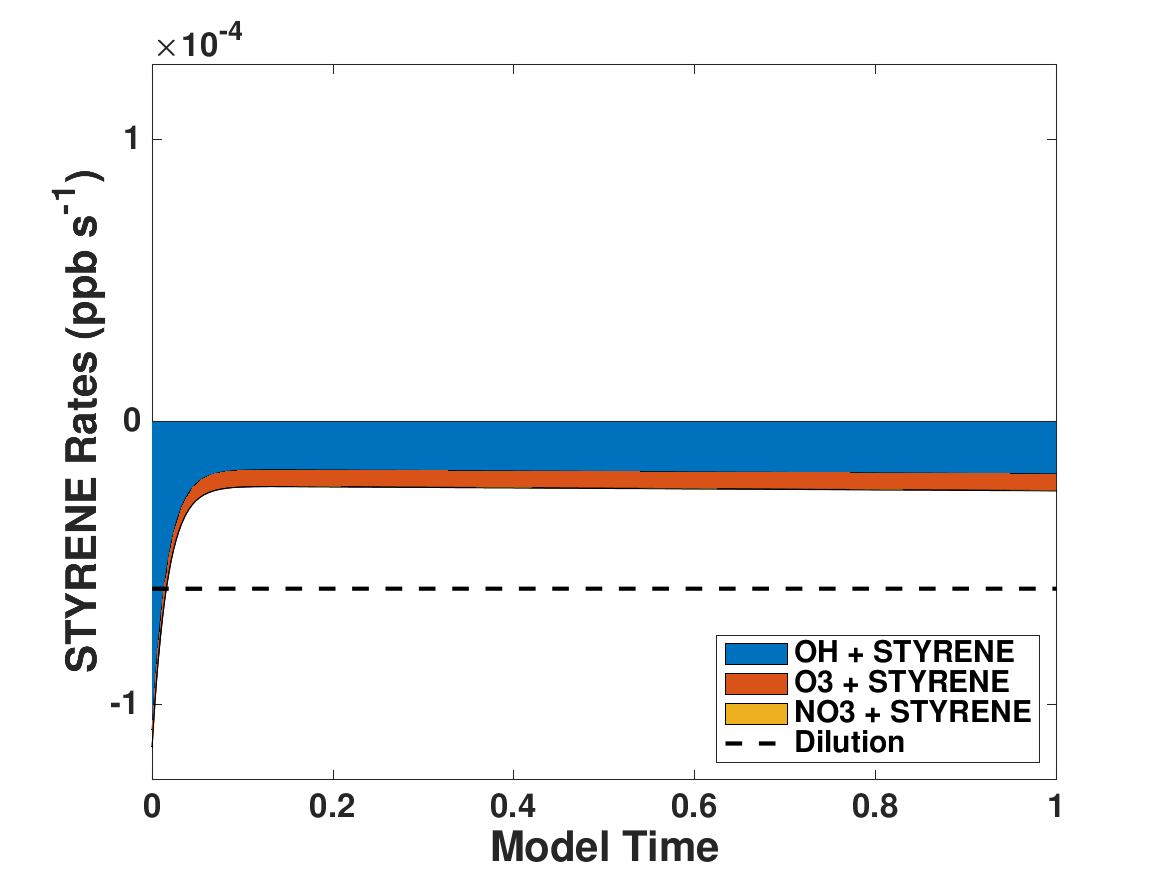 ×10-4
1
0
-1
STYRENE Rates (ppb s-1)
OH + STYRENE
O3 + STYRENE
NO3 + STYRENE
Dilution
0 0.2 0.4 0.6 0.8 1
Model Time